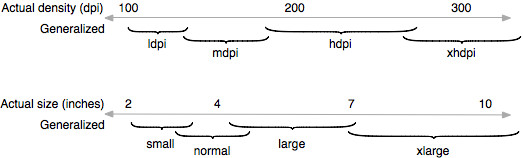 Actual density (dpi) 100 200 300
Generalized
ldpi mdpi hdpi xhdpi
Actual size (inches) 2 4 7 10
Generalized
small normal large xlarge